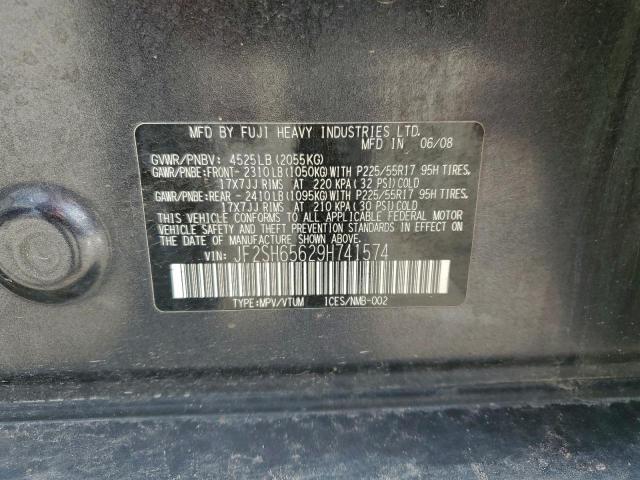 MFD BY FUJI HEAVY INDUSTRIES LTD.
MFD IN 06/08
GVWR/PNBV: 4525LB (2055KG)
GAWR/PNBE:FRONT- 2310LB (1050KG) WITH P225/55R17 95H TIRES,
17X7JJ RIMS AT 220 KPA (32 PSI) COLD
GAWR/PNBE:REAR - 2410LB (1095KG) WITH P225/55R17 95H TIRES,
17X7JJ RIMS AT 210 KPA (30 PSI) COLD
THIS VEHICLE CONFORMS TO ALL APPLICABLE FEDERAL MOTOR
VEHICLE SAFETY AND THEFT PREVENTION STANDARDS IN EFFECT
ON THE DATE OF MANUFACTURE SHOWN ABOVE.
VIN: JF2SH65629H741574
TYPE:MPV/VTUM ICES/NMB-002